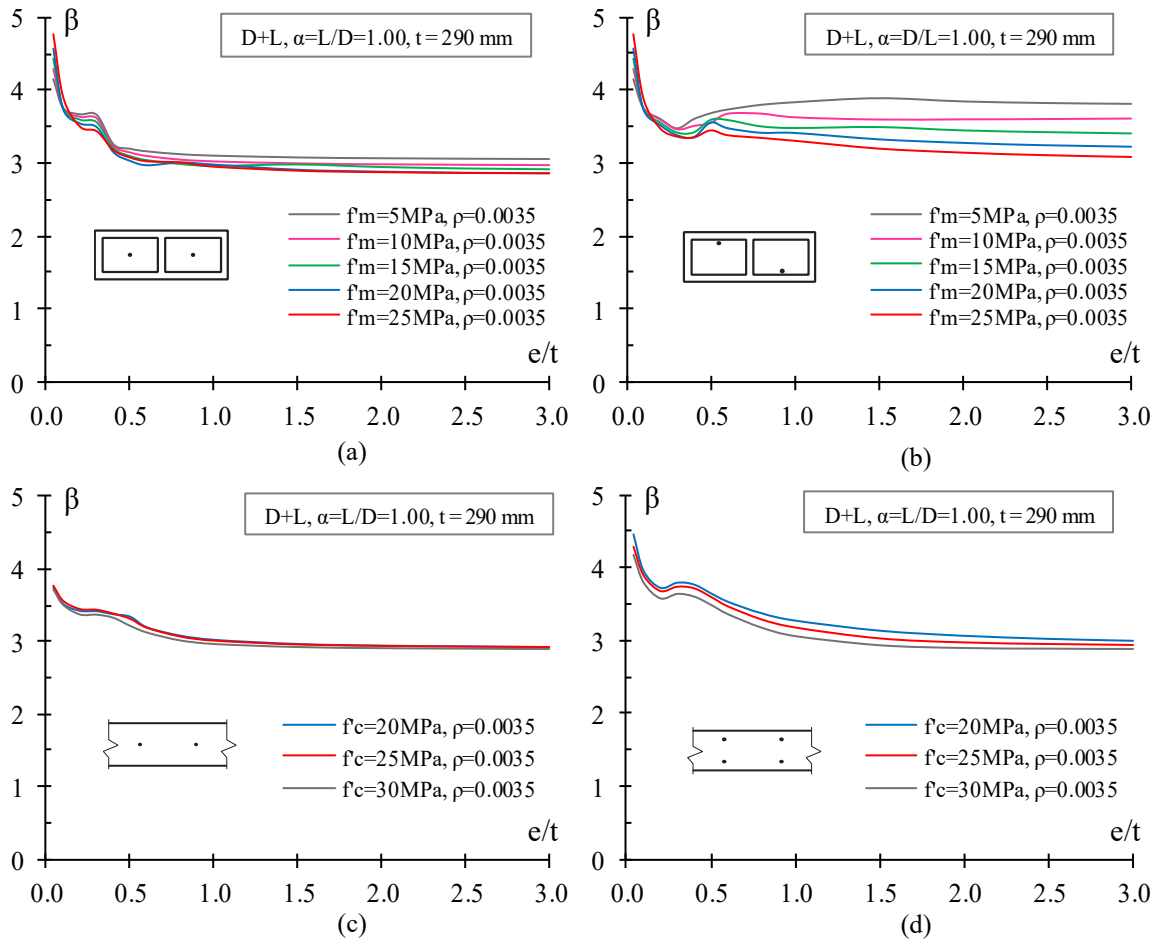 β
D+L, α=L/D=1.00, t = 290 mm
5
4
3
2
1
0
f'm=5MPa, ρ=0.0035
f'm=10MPa, ρ=0.0035
f'm=15MPa, ρ=0.0035
f'm=20MPa, ρ=0.0035
f'm=25MPa, ρ=0.0035
e/t
0.0 0.5 1.0 1.5 2.0 2.5 3.0
(a)
β
D+L, α=D/L=1.00, t = 290 mm
5
4
3
2
1
0
f'm=5MPa, ρ=0.0035
f'm=10MPa, ρ=0.0035
f'm=15MPa, ρ=0.0035
f'm=20MPa, ρ=0.0035
f'm=25MPa, ρ=0.0035
e/t
0.0 0.5 1.0 1.5 2.0 2.5 3.0
(b)
β
D+L, α=L/D=1.00, t = 290 mm
5
4
3
2
1
0
f'c=20MPa, ρ=0.0035
f'c=25MPa, ρ=0.0035
f'c=30MPa, ρ=0.0035
e/t
0.0 0.5 1.0 1.5 2.0 2.5 3.0
(c)
β
D+L, α=L/D=1.00, t = 290 mm
5
4
3
2
1
0
f'c=20MPa, ρ=0.0035
f'c=25MPa, ρ=0.0035
f'c=30MPa, ρ=0.0035
e/t
0.0 0.5 1.0 1.5 2.0 2.5 3.0
(d)